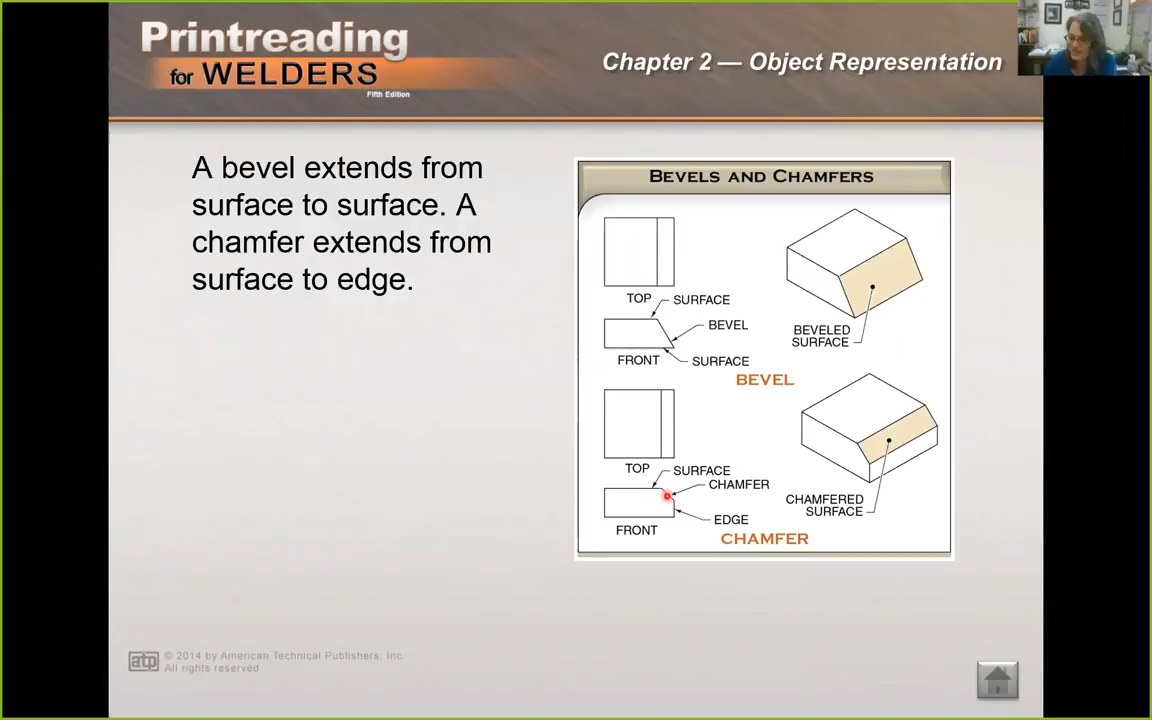 Printreading
for WELDERS
Fifth Edition
Chapter 2 — Object Representation
A bevel extends from
surface to surface. A
chamfer extends from
surface to edge.
BEVELS AND CHAMFERS
TOP
SURFACE
BEVEL
FRONT
SURFACE
BEVELED
SURFACE
BEVEL
TOP
SURFACE
CHAMFER
EDGE
FRONT
CHAMFERED
SURFACE
CHAMFER
atp
© 2014 by American Technical Publishers, Inc.
All rights reserved